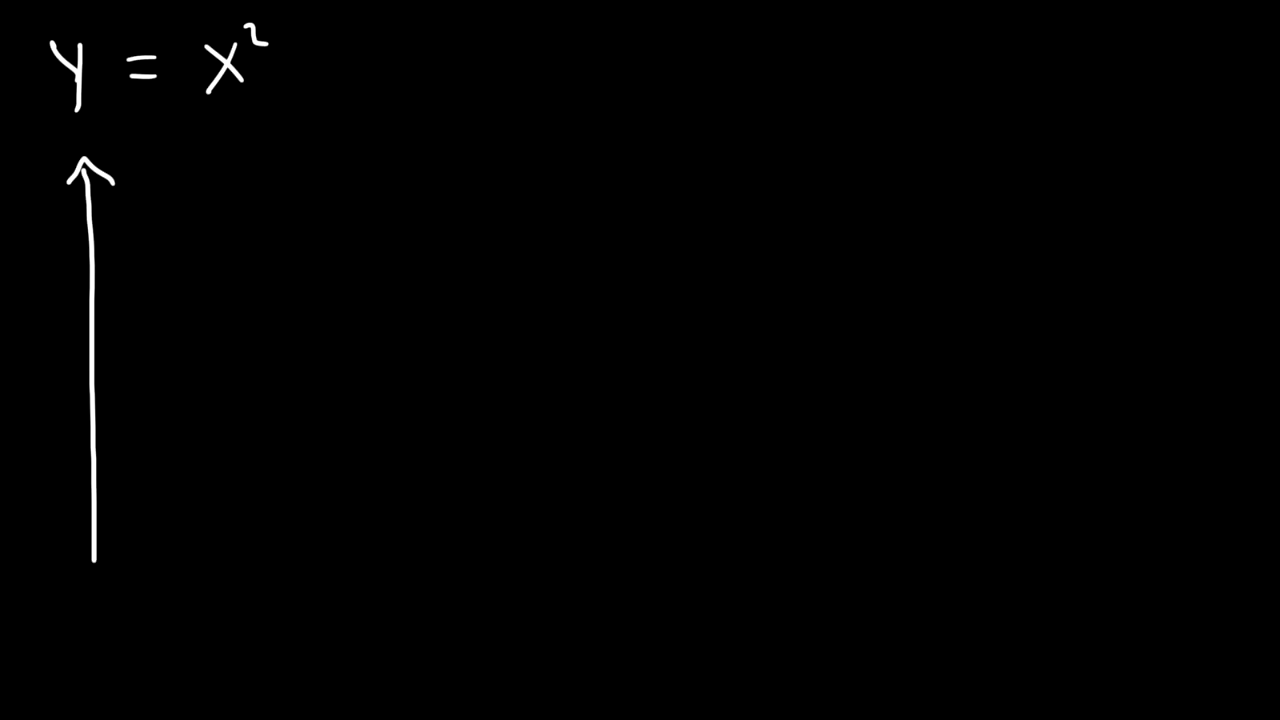 y = x²